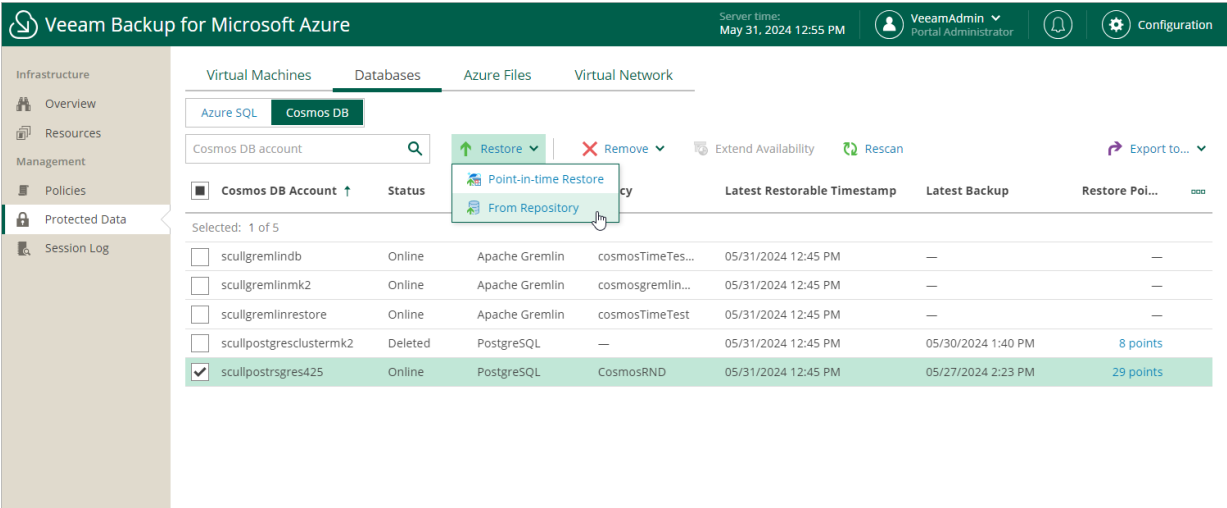 Veeam Backup for Microsoft Azure
Server time:
May 31, 2024 12:55 PM
VeeamAdmin
Portal Administrator
Configuration
Infrastructure
Overview
Resources
Management
Policies
Protected Data
Session Log
Virtual Machines Databases Azure Files Virtual Network
Azure SQL Cosmos DB
Cosmos DB account Restore Remove Extend Availability Rescan Export to...
Point-in-time Restore
From Repository
Cosmos DB Account ↑ Status cy Latest Restorable Timestamp Latest Backup Restore Poi...
Selected: 1 of 5
scullgremlindb Online Apache Gremlin cosmosTimeTes... 05/31/2024 12:45 PM — —
scullgremlinmk2 Online Apache Gremlin cosmosgremlin... 05/31/2024 12:45 PM — —
scullgremlinrestore Online Apache Gremlin cosmosTimeTest 05/31/2024 12:45 PM — —
scullpostgresclustermk2 Deleted PostgreSQL — 05/31/2024 12:45 PM 05/30/2024 1:40 PM 8 points
scullpostrsgres425 Online PostgreSQL CosmosRND 05/31/2024 12:45 PM 05/27/2024 2:23 PM 29 points